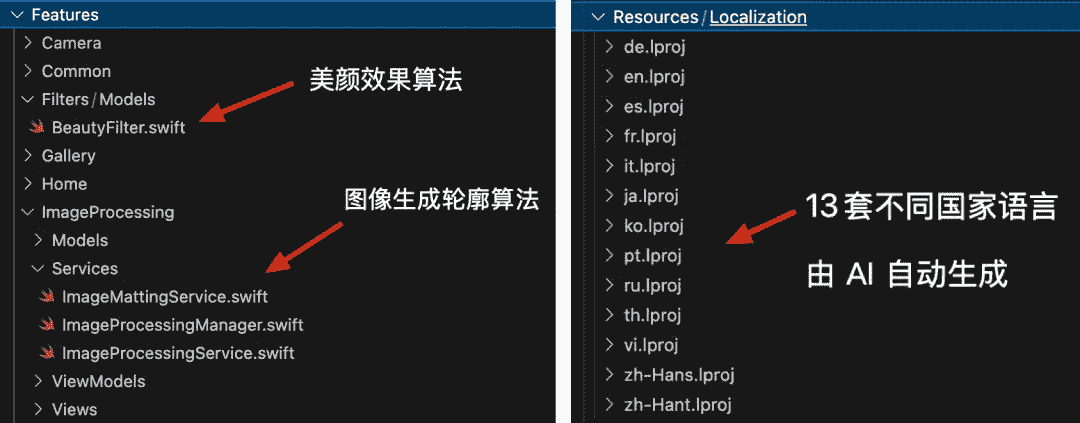 Features
Camera
Common
Filters/Models
BeautyFilter.swift
Gallery
Home
ImageProcessing
Models
Services
ImageMattingService.swift
ImageProcessingManager.swift
ImageProcessingService.swift
ViewModels
Views
美颜效果算法
图像生成轮廓算法
Resources/Localization
de.lproj
en.lproj
es.lproj
fr.lproj
it.lproj
ja.lproj
ko.lproj
pt.lproj
ru.lproj
th.lproj
vi.lproj
zh-Hans.lproj
zh-Hant.lproj
13套不同国家语言
由 AI 自动生成